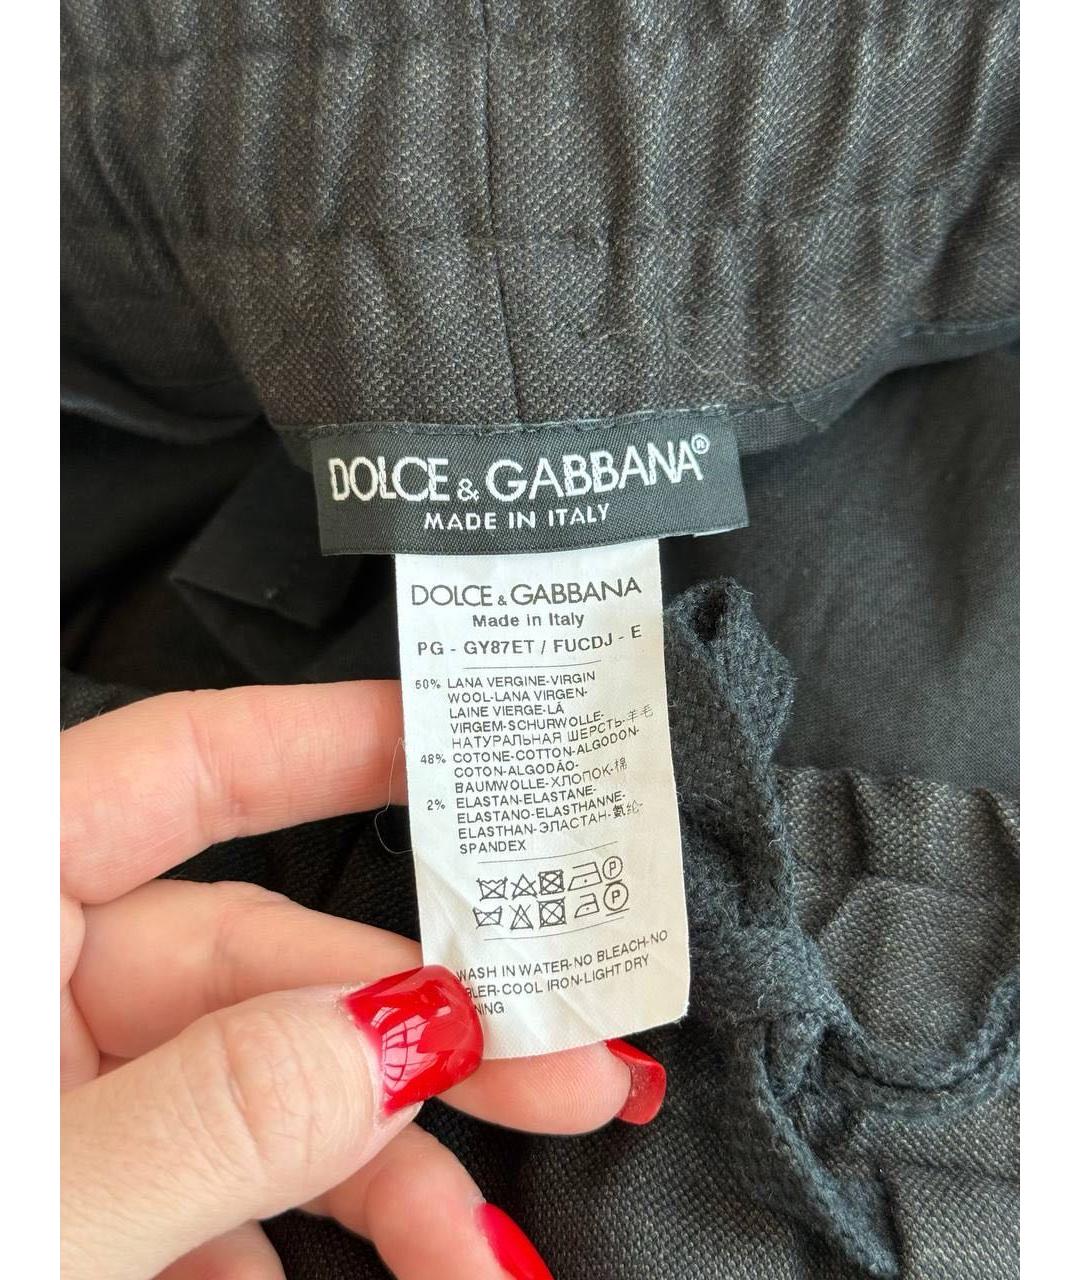 DOLCE & GABBANA®
MADE IN ITALY
DOLCE & GABBANA
Made in Italy
PG - GY87ET / FUCDJ - E
50% LANA VERGINE-VIRGIN
WOOL-LANA VIRGEN-
LAINE VIERGE-LÃ
VIRGEM-SCHURWOLLE-
НАТУРАЛЬНАЯ ШЕРСТЬ-羊毛
48% COTONE-COTTON-ALGODON-
COTON-ALGODÃO-
BAUMWOLLE-ХЛОПОК-棉
2% ELASTAN-ELASTANE-
ELASTANO-ELASTHANNE-
ELASTHAN-ЭЛАСТАН-氨纶-
SPANDEX
P
P
WASH IN WATER-NO BLEACH-NO
BLER-COOL IRON-LIGHT DRY
NING